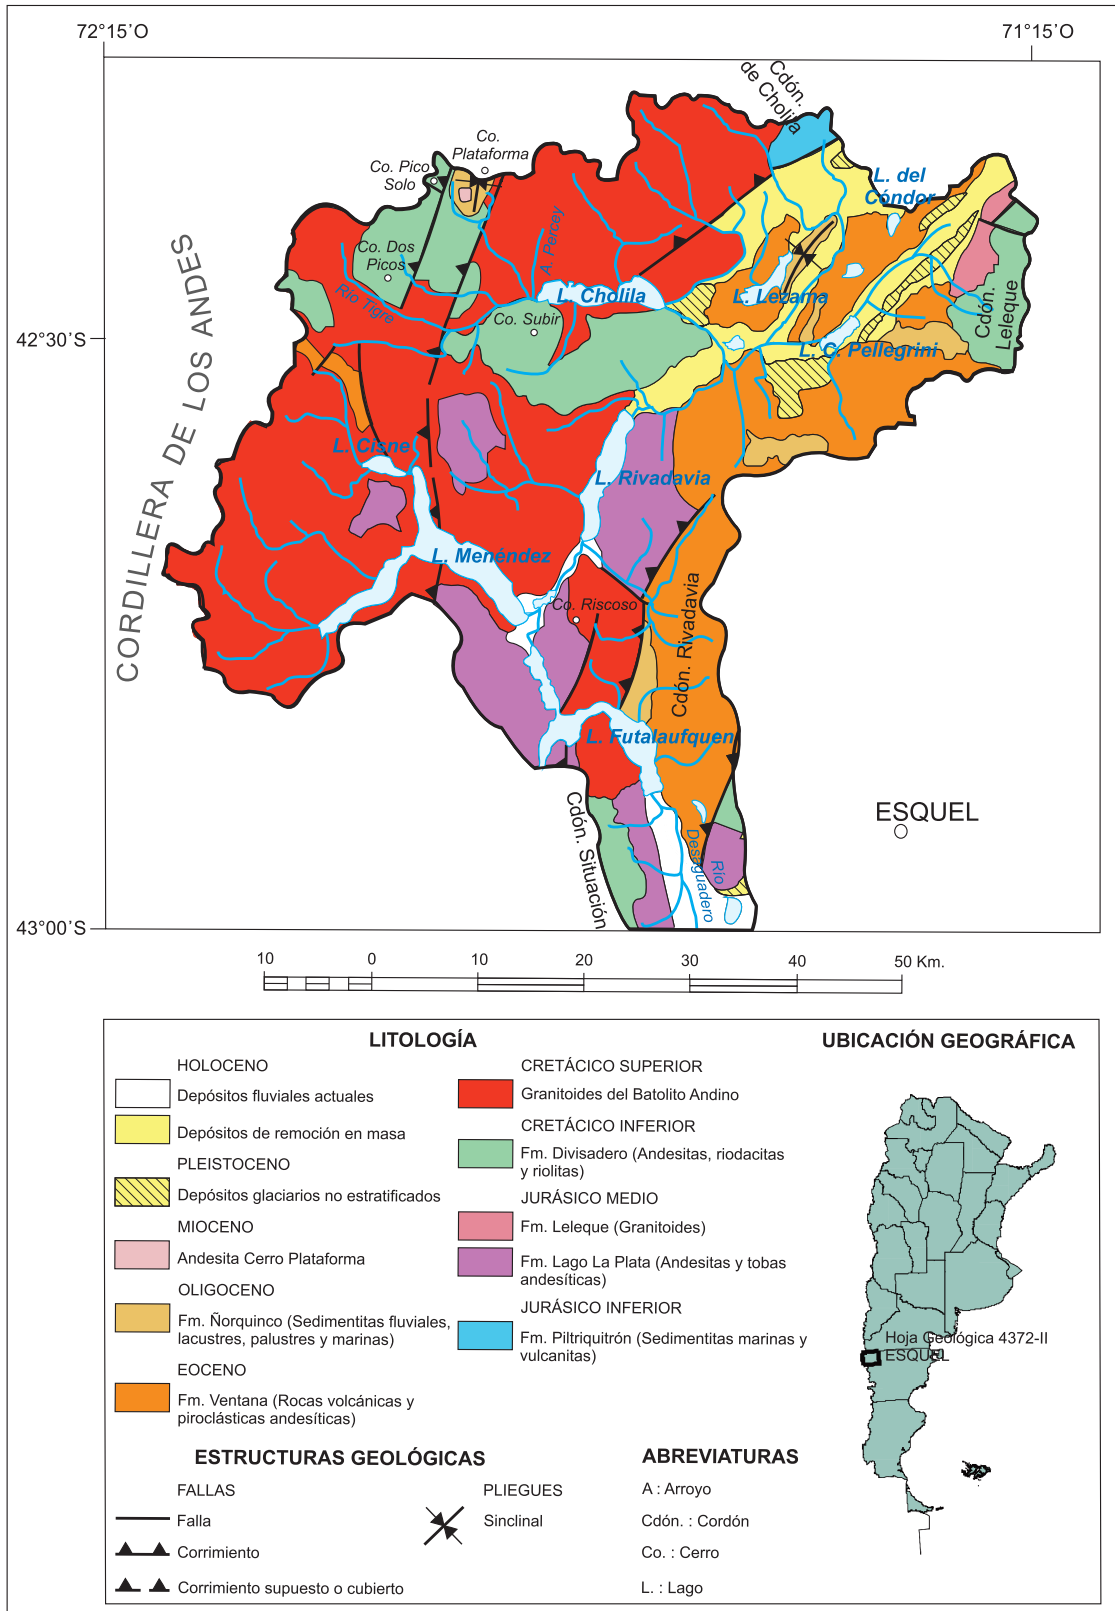 72°15'O
71°15'O
42°30'S
43°00'S
CORDILLERA DE LOS ANDES
Cdón.
de Cholila
Co.
Plataforma
Co. Pico
Solo
L. del
Cóndor
Co. Dos
Picos
A. Percey
Río Tigre
L. Cholila
L. Lezama
Co. Subir
Cdón.
Leleque
L. C. Pellegrini
L. Cisne
L. Rivadavia
L. Menéndez
Co. Riscoso
Cdón. Rivadavia
L. Futalaufquen
Cdón. Situación
Río
Desaguadero
ESQUEL
10
0
10
20
30
40
50 Km.
LITOLOGÍA
HOLOCENO
Depósitos fluviales actuales
Depósitos de remoción en masa
PLEISTOCENO
Depósitos glaciarios no estratificados
MIOCENO
Andesita Cerro Plataforma
OLIGOCENO
Fm. Ñorquinco (Sedimentitas fluviales,
lacustres, palustres y marinas)
EOCENO
Fm. Ventana (Rocas volcánicas y
piroclásticas andesíticas)
CRETÁCICO SUPERIOR
Granitoides del Batolito Andino
CRETÁCICO INFERIOR
Fm. Divisadero (Andesitas, riodacitas
y riolitas)
JURÁSICO MEDIO
Fm. Leleque (Granitoides)
Fm. Lago La Plata (Andesitas y tobas
andesíticas)
JURÁSICO INFERIOR
Fm. Piltriquitrón (Sedimentitas marinas y
vulcanitas)
UBICACIÓN GEOGRÁFICA
Hoja Geológica 4372-II
ESQUEL
ESTRUCTURAS GEOLÓGICAS
FALLAS
Falla
Corrimiento
Corrimiento supuesto o cubierto
PLIEGUES
Sinclinal
ABREVIATURAS
A : Arroyo
Cdón. : Cordón
Co. : Cerro
L. : Lago